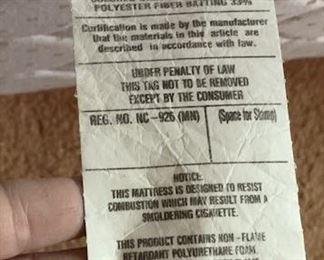 POLYESTER FIBER BATTING 33%
Certification is made by the manufacturer
that the materials in this article are
described in accordance with law.
UNDER PENALTY OF LAW
THIS TAG NOT TO BE REMOVED
EXCEPT BY THE CONSUMER
REG. NO. NC-926 (MN)
(Space for Stamp)
NOTICE:
THIS MATTRESS IS DESIGNED TO RESIST
COMBUSTION WHICH MAY RESULT FROM A
SMOLDERING CIGARETTE.
THIS PRODUCT CONTAINS NON-FLAME
RETARDANT POLYURETHANE FOAM.